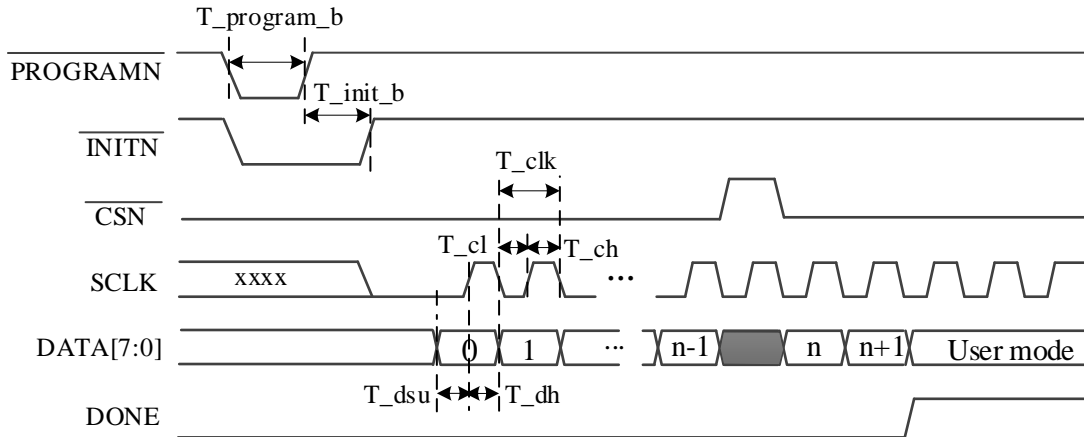 T_program_b
PROGRAMN
T_init_b
INITN
T_clk
CSN
T_cl
T_ch
SCLK
xxxx
...
DATA[7:0]
0
1
...
n-1
n
n+1
User mode
T_dsu
T_dh
DONE